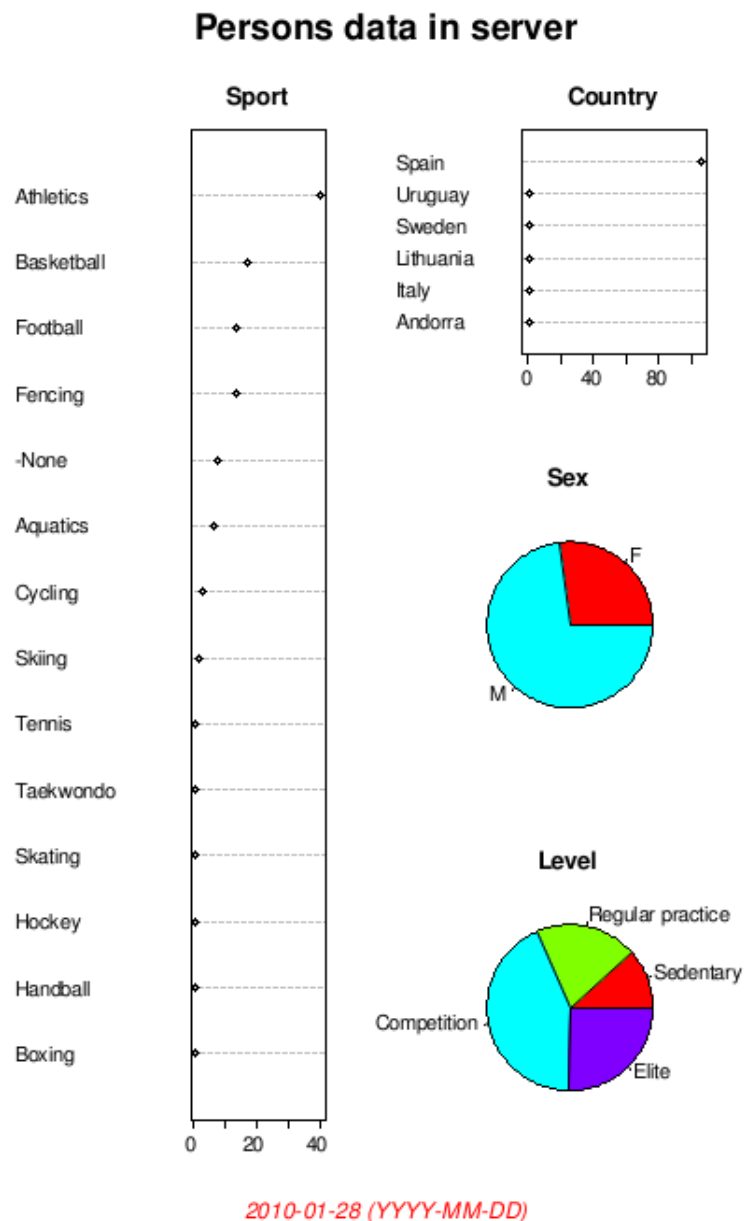 Persons data in server
Sport
Athletics
Basketball
Football
Fencing
-None
Aquatics
Cycling
Skiing
Tennis
Taekwondo
Skating
Hockey
Handball
Boxing
0 20 40
Country
Spain
Uruguay
Sweden
Lithuania
Italy
Andorra
0 40 80
Sex
F
M
Level
Regular practice
Sedentary
Competition
Elite
2010-01-28 (YYYY-MM-DD)